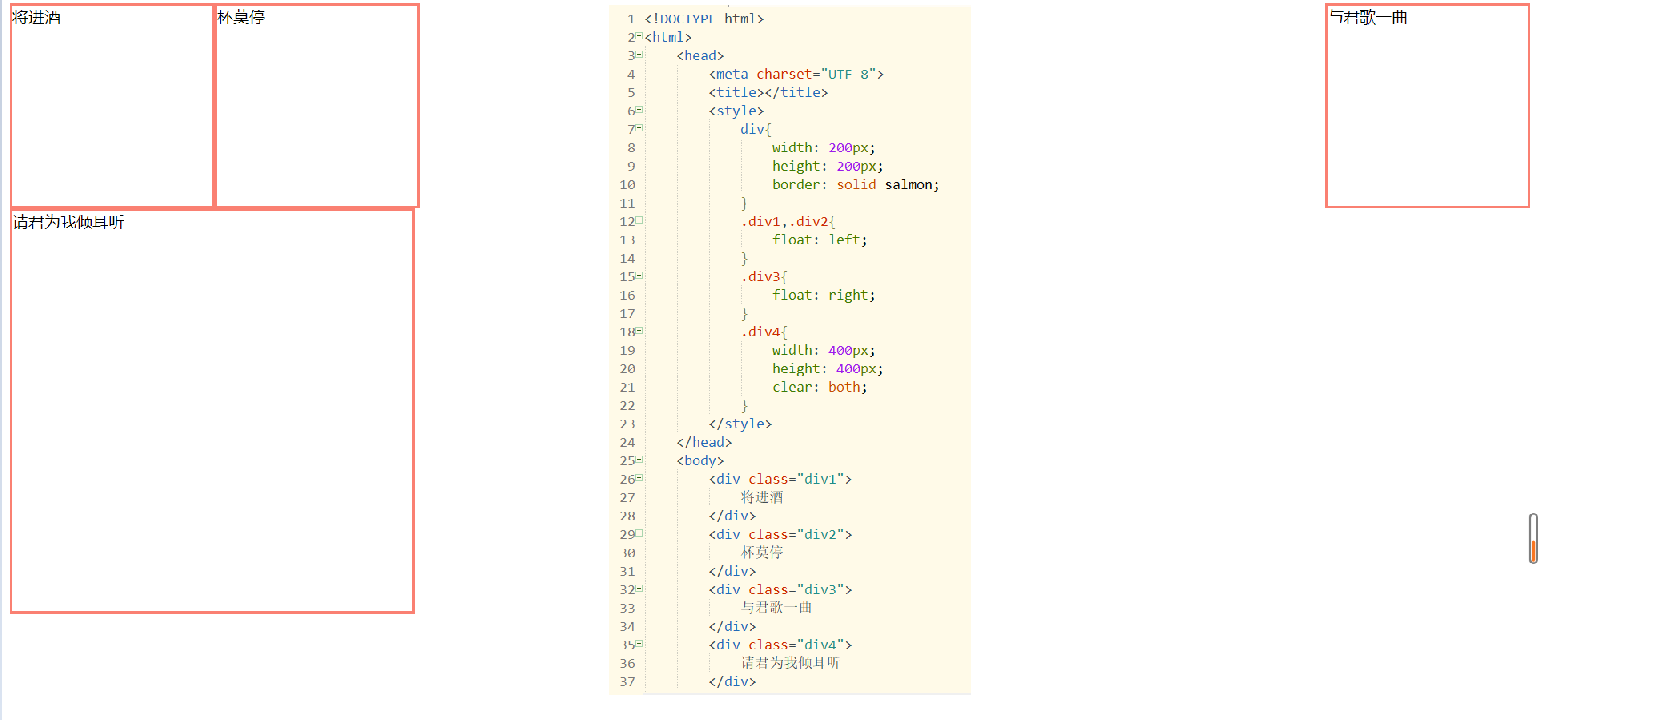 将进酒
杯莫停
与君歌一曲
请君为我倾耳听
1 <!DOCTYPE html>
2 <html>
3 <head>
4 <meta charset="UTF-8">
5 <title></title>
6 <style>
7 div{
8 width: 200px;
9 height: 200px;
10 border: solid salmon;
11 }
12 .div1,.div2{
13 float: left;
14 }
15 .div3{
16 float: right;
17 }
18 .div4{
19 width: 400px;
20 height: 400px;
21 clear: both;
22 }
23 </style>
24 </head>
25 <body>
26 <div class="div1">
27 将进酒
28 </div>
29 <div class="div2">
30 杯莫停
31 </div>
32 <div class="div3">
33 与君歌一曲
34 </div>
35 <div class="div4">
36 请君为我倾耳听
37 </div>